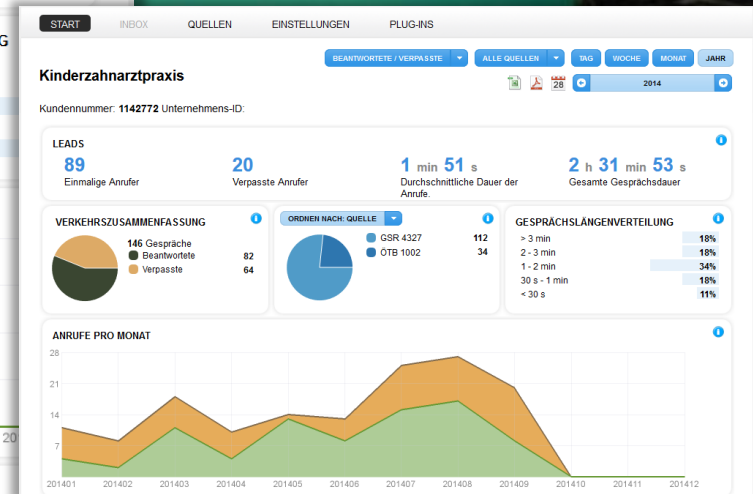 START INBOX QUELLEN EINSTELLUNGEN PLUG-INS
G
BEANTWORTETE / VERPASSTE ALLE QUELLEN TAG WOCHE MONAT JAHR
Kinderzahnarztpraxis
28 2014
Kundennummer: 1142772 Unternehmens-ID:
LEADS
89 20 1 min 51 s 2 h 31 min 53 s
Einmalige Anrufer Verpasste Anrufer Durchschnittliche Dauer der Gesamte Gesprächsdauer
Anrufe.
VERKEHRSZUSAMMENFASSUNG
146 Gespräche
Beantwortete 82
Verpasste 64
ORDNEN NACH: QUELLE
GSR 4327 112
ÖTB 1002 34
GESPRÄCHSLÄNGENVERTEILUNG
> 3 min 18%
2 - 3 min 18%
1 - 2 min 34%
30 s - 1 min 18%
< 30 s 11%
ANRUFE PRO MONAT
28
21
14
7
20
201401 201402 201403 201404 201405 201406 201407 201408 201409 201410 201411 201412